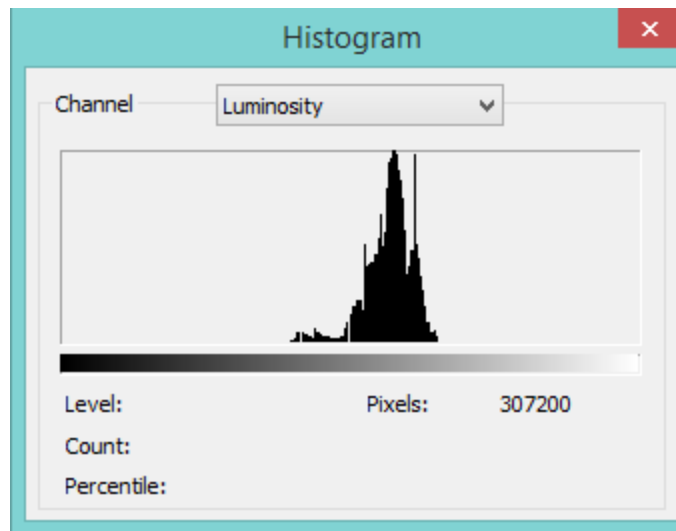 Histogram
Channel Luminosity
Level: Pixels: 307200
Count:
Percentile: